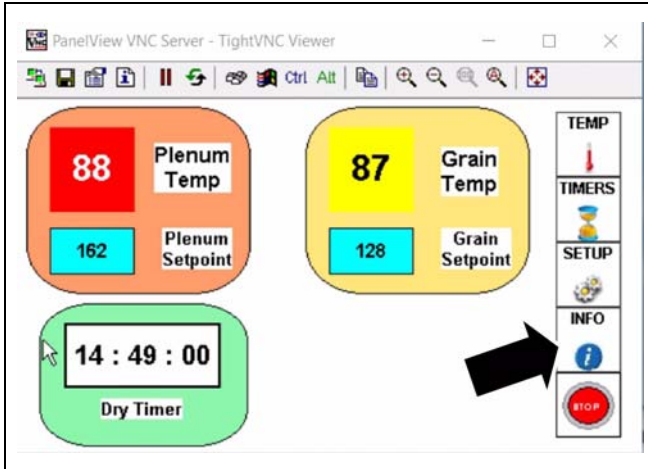 PanelView VNC Server - TightVNC Viewer
Ctrl Alt
88
Plenum
Temp
162
Plenum
Setpoint
87
Grain
Temp
128
Grain
Setpoint
14 : 49 : 00
Dry Timer
TEMP
TIMERS
SETUP
INFO
i
STOP